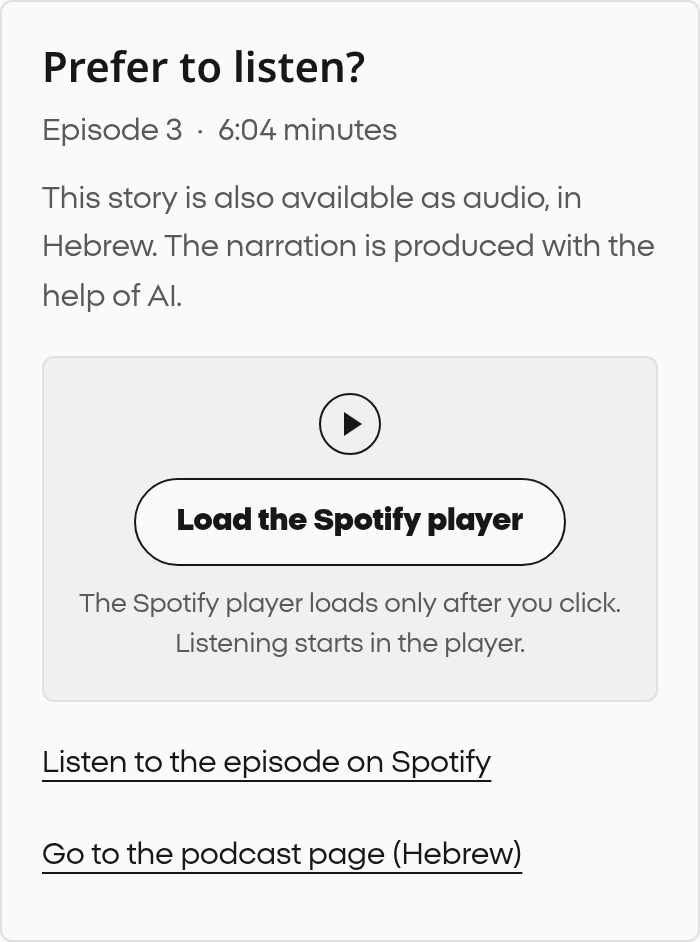 Prefer to listen?
Episode 3 · 6:04 minutes
This story is also available as audio, in
Hebrew. The narration is produced with the
help of AI.
Load the Spotify player
The Spotify player loads only after you click.
Listening starts in the player.
Listen to the episode on Spotify
Go to the podcast page (Hebrew)